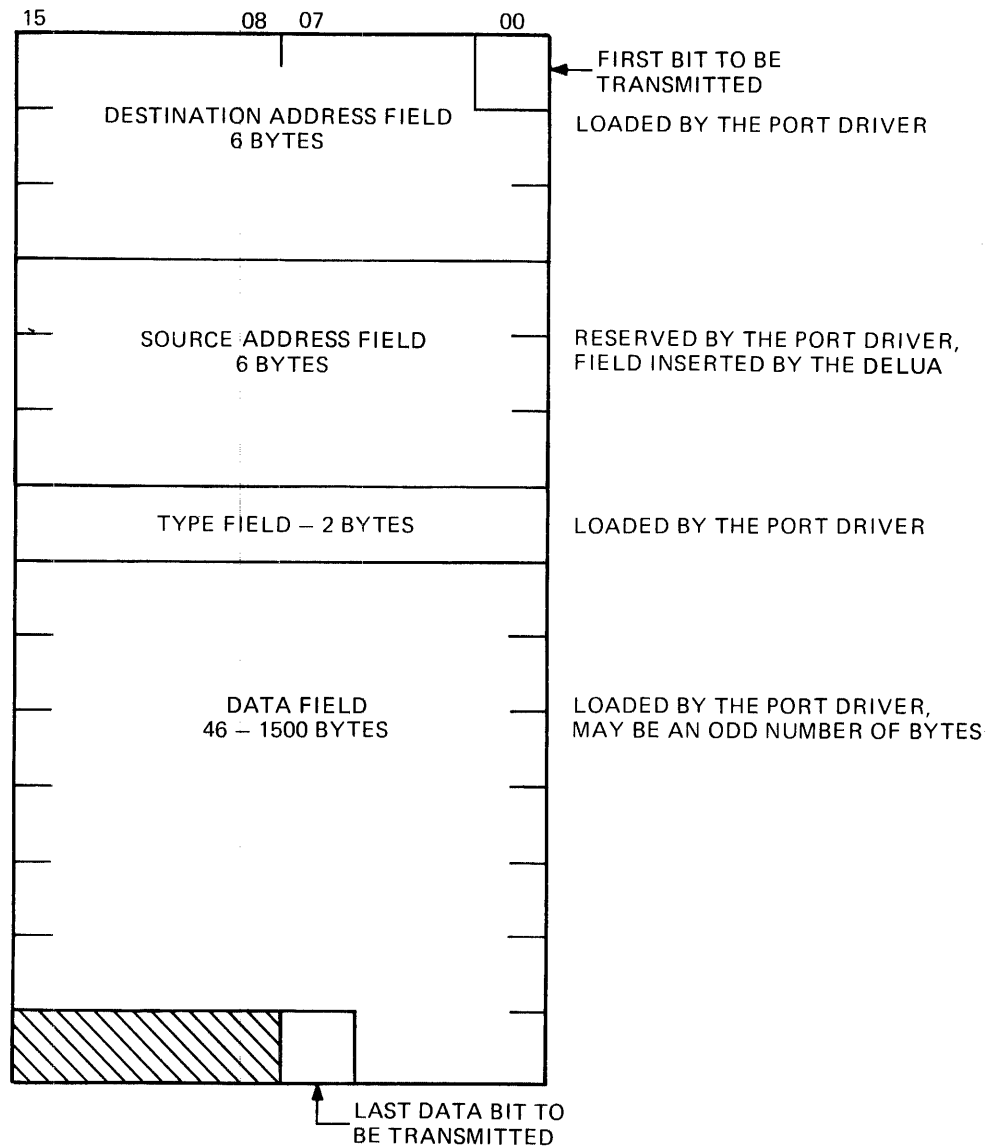 15 08 07 00
FIRST BIT TO BE
TRANSMITTED
DESTINATION ADDRESS FIELD
6 BYTES
LOADED BY THE PORT DRIVER
SOURCE ADDRESS FIELD
6 BYTES
RESERVED BY THE PORT DRIVER,
FIELD INSERTED BY THE DELUA
TYPE FIELD – 2 BYTES
LOADED BY THE PORT DRIVER
DATA FIELD
46 – 1500 BYTES
LOADED BY THE PORT DRIVER,
MAY BE AN ODD NUMBER OF BYTES
LAST DATA BIT TO
BE TRANSMITTED